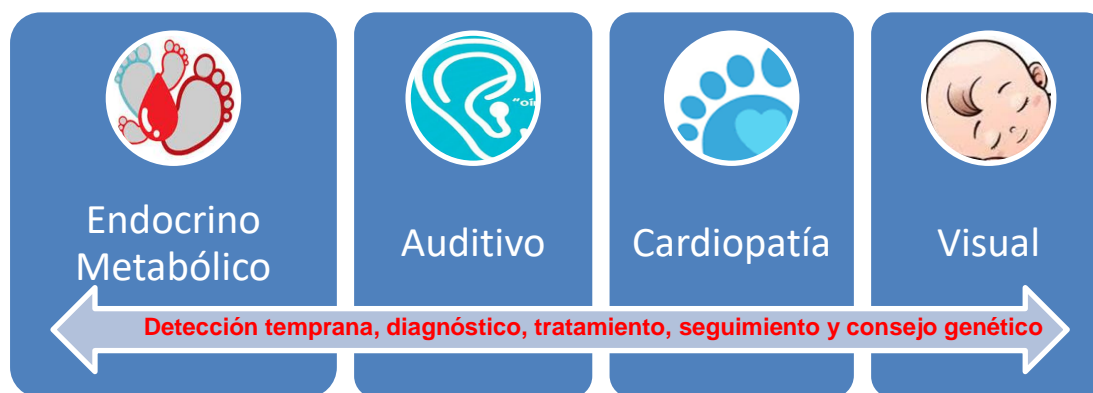 Endocrino
Metabólico
Auditivo
Cardiopatía
Visual
Detección temprana, diagnóstico, tratamiento, seguimiento y consejo genético